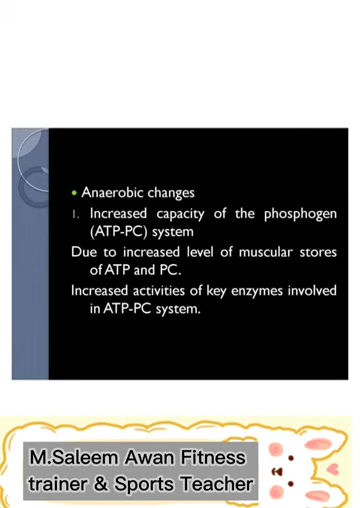 • Anaerobic changes
1. Increased capacity of the phosphogen
(ATP-PC) system
Due to increased level of muscular stores
of ATP and PC.
Increased activities of key enzymes involved
in ATP-PC system.
M.Saleem Awan Fitness
trainer & Sports Teacher